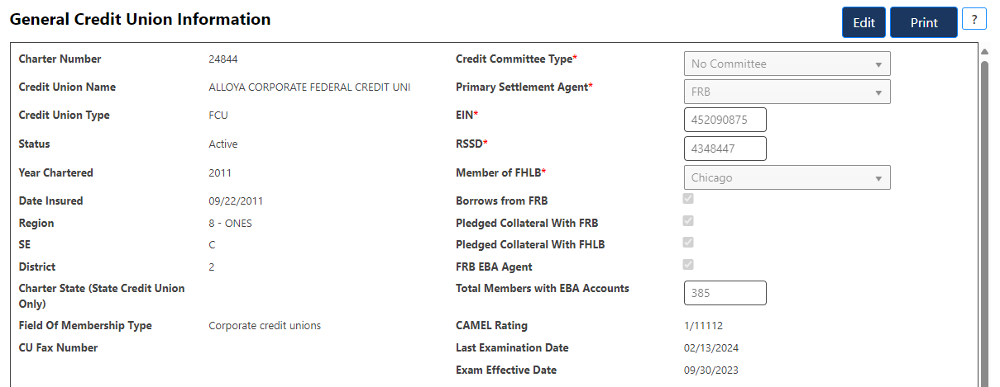 General Credit Union Information
Edit
Print
?
Charter Number 24844
Credit Committee Type* No Committee
Credit Union Name ALLOYA CORPORATE FEDERAL CREDIT UNI
Primary Settlement Agent* FRB
Credit Union Type FCU
EIN* 452090875
Status Active
RSSD* 4348447
Year Chartered 2011
Member of FHLB* Chicago
Date Insured 09/22/2011
Borrows from FRB
Region 8 - ONES
Pledged Collateral With FRB
SE C
Pledged Collateral With FHLB
District 2
FRB EBA Agent
Charter State (State Credit Union
Only)
Total Members with EBA Accounts 385
Field Of Membership Type Corporate credit unions
CAMEL Rating 1/11112
CU Fax Number
Last Examination Date 02/13/2024
Exam Effective Date 09/30/2023